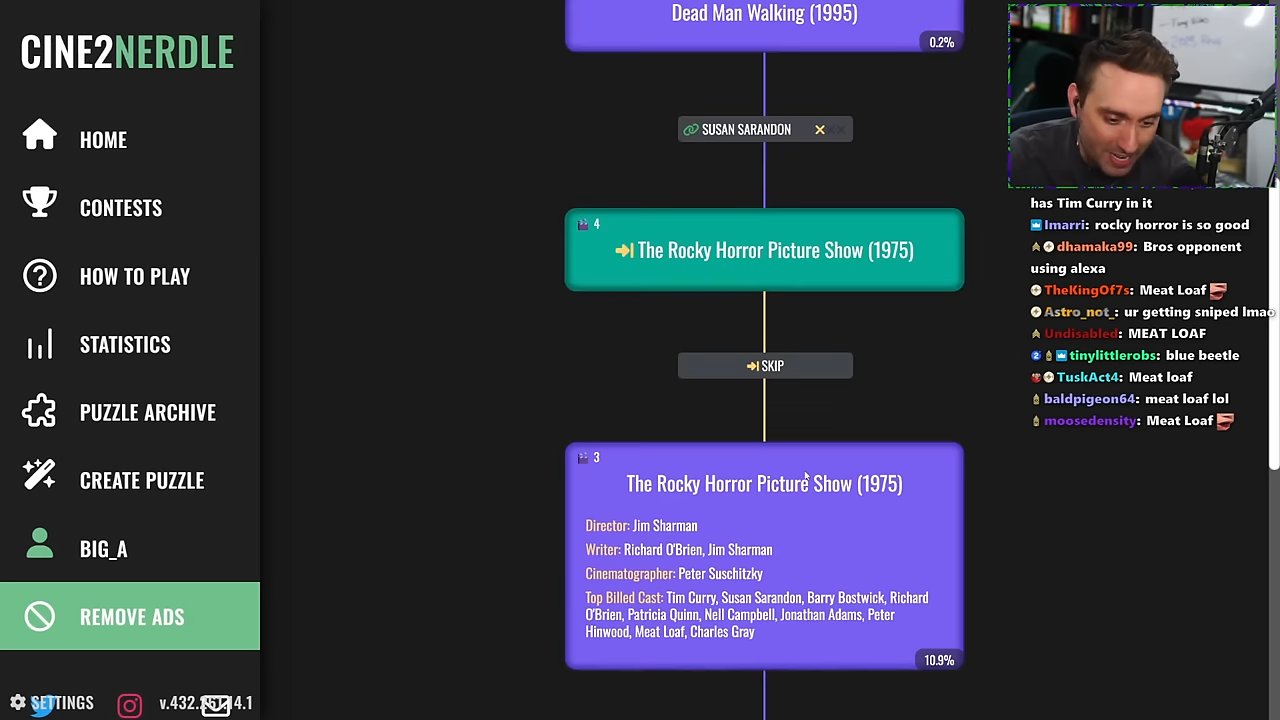 CINE2NERDLE
HOME
CONTESTS
HOW TO PLAY
STATISTICS
PUZZLE ARCHIVE
CREATE PUZZLE
BIG_A
REMOVE ADS
SETTINGS
Dead Man Walking (1995)
0.2%
SUSAN SARANDON
4
The Rocky Horror Picture Show (1975)
SKIP
3
The Rocky Horror Picture Show (1975)
Director: Jim Sharman
Writer: Richard O'Brien, Jim Sharman
Cinematographer: Peter Suschitzky
Top Billed Cast: Tim Curry, Susan Sarandon, Barry Bostwick, Richard
O'Brien, Patricia Quinn, Nell Campbell, Jonathan Adams, Peter
Hinwood, Meat Loaf, Charles Gray
10.9%
has Tim Curry in it
Imarri: rocky horror is so good
dhamaka99: Bros opponent
using alexa
TheKingOf7s: Meat Loaf
Astro_not_: ur getting sniped lmao
Undisabled: MEAT LOAF
tinylittlerobs: blue beetle
TuskAct4: Meat loaf
baldpigeon64: meat loaf lol
moosedensity: Meat Loaf